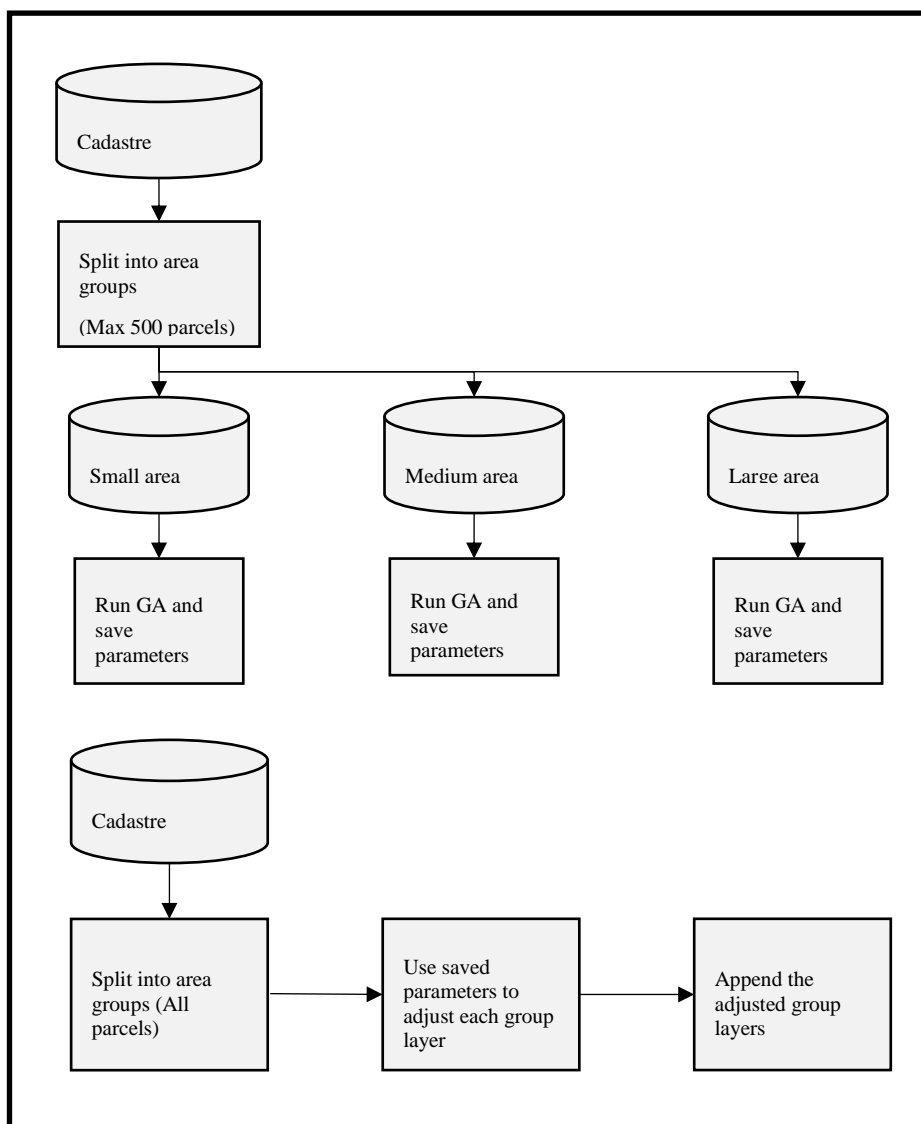 Cadastre
Split into area
groups
(Max 500 parcels)
Small area
Medium area
Large area
Run GA and
save
parameters
Run GA and
save
parameters
Run GA and
save
parameters
Cadastre
Split into area
groups (All
parcels)
Use saved
parameters to
adjust each group
layer
Append the
adjusted group
layers